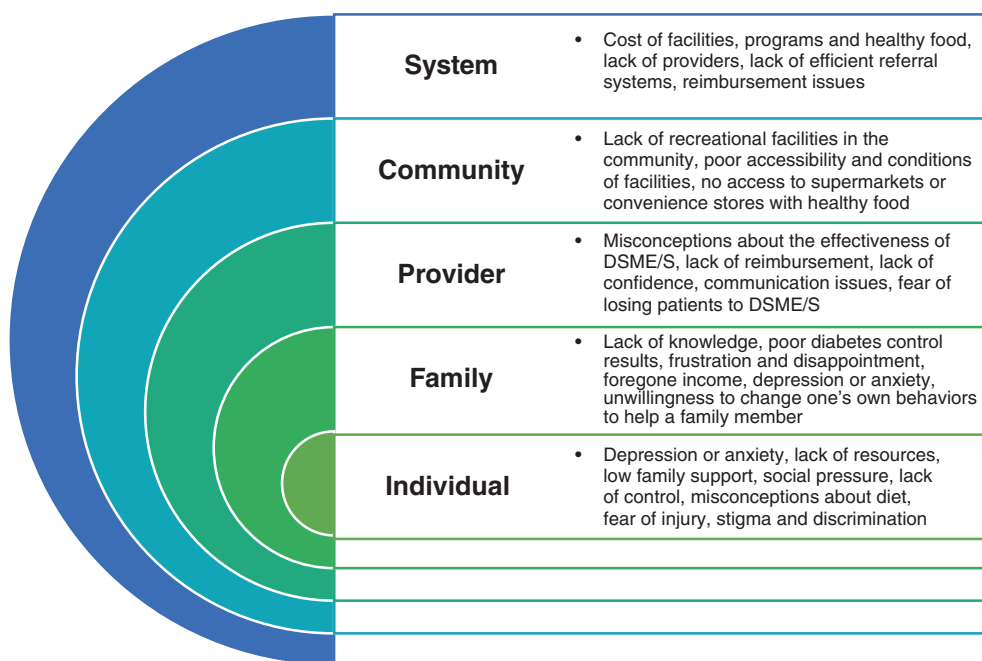 System
• Cost of facilities, programs and healthy food,
lack of providers, lack of efficient referral
systems, reimbursement issues
Community
• Lack of recreational facilities in the
community, poor accessibility and conditions
of facilities, no access to supermarkets or
convenience stores with healthy food
Provider
• Misconceptions about the effectiveness of
DSME/S, lack of reimbursement, lack of
confidence, communication issues, fear of
losing patients to DSME/S
Family
• Lack of knowledge, poor diabetes control
results, frustration and disappointment,
foregone income, depression or anxiety,
unwillingness to change one’s own behaviors
to help a family member
Individual
• Depression or anxiety, lack of resources,
low family support, social pressure, lack
of control, misconceptions about diet,
fear of injury, stigma and discrimination